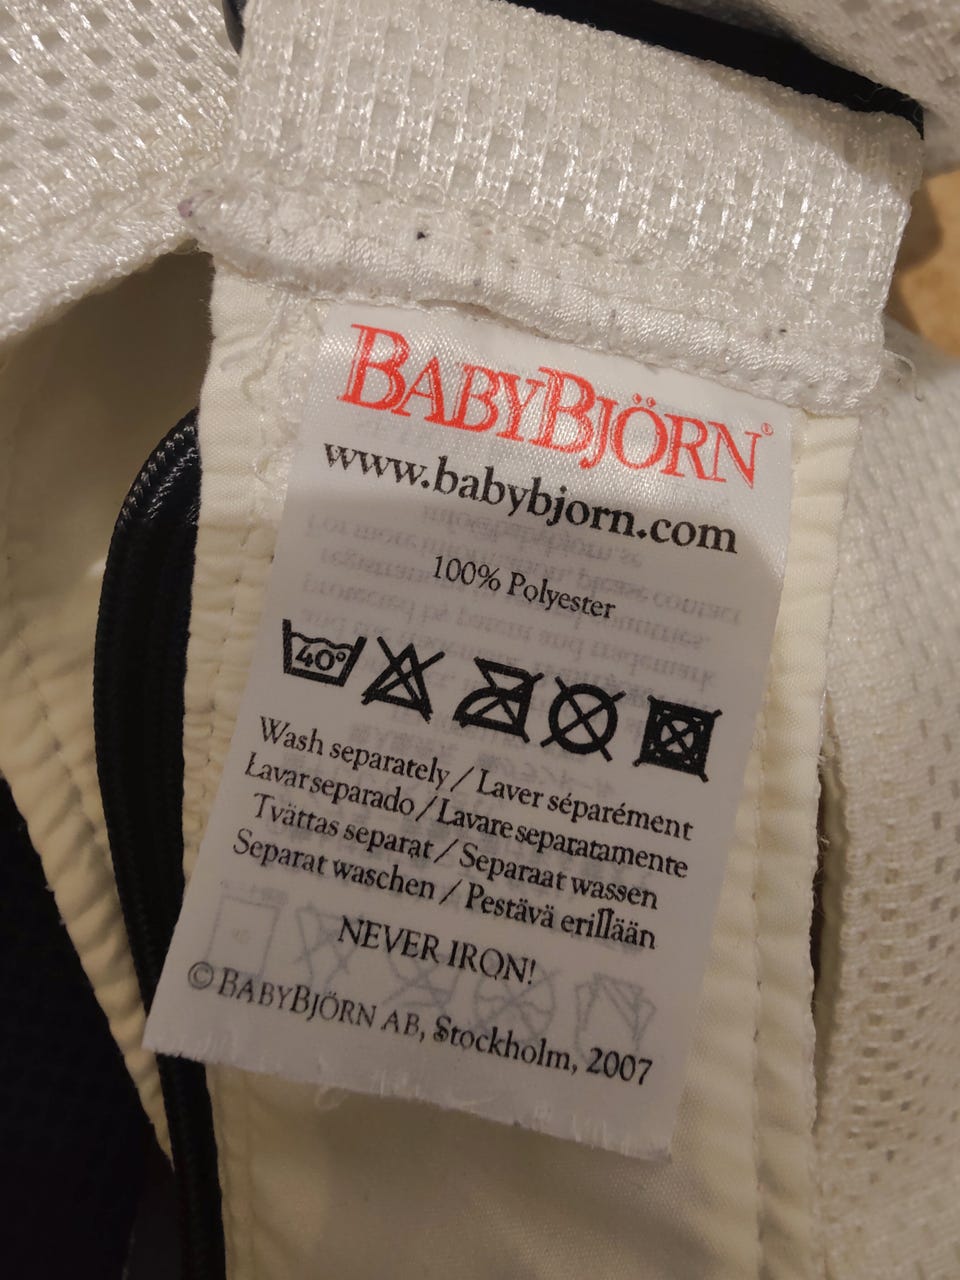 BABYBJÖRN®
www.babybjorn.com
100% Polyester
40°
Wash separately / Laver séparément
Lavar separado / Lavare separatamente
Tvättas separat / Separaat wassen
Separat waschen / Pestävä erillään
NEVER IRON!
© BABYBJÖRN AB, Stockholm, 2007